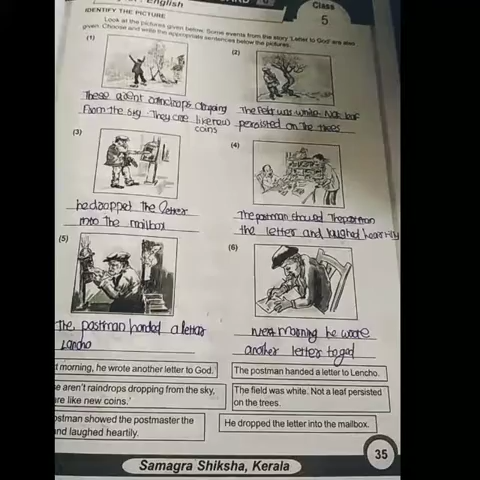 English
Class
5
IDENTIFY THE PICTURE
Look at the pictures given below. Some events from the story 'Letter to God' are also
given. Choose and write the appropriate sentences below the pictures.
(1)
(2)
These arent raindrops droping
from the sky. They are like new
coins
The field was white Not leaf
persisted on The trees
(3)
(4)
he dropped The letter
into The mailbox
The postman showed
the letter and laughed heartily
(5)
(6)
The postman handed a letter
Lencho
Next morning he wrote
another letter to god
morning, he wrote another letter to God.
The postman handed a letter to Lencho.
aren't raindrops dropping from the sky,
are like new coins.'
The field was white. Not a leaf persisted
on the trees.
postman showed the postmaster the
and laughed heartily.
He dropped the letter into the mailbox.
35
Samagra Shiksha, Kerala